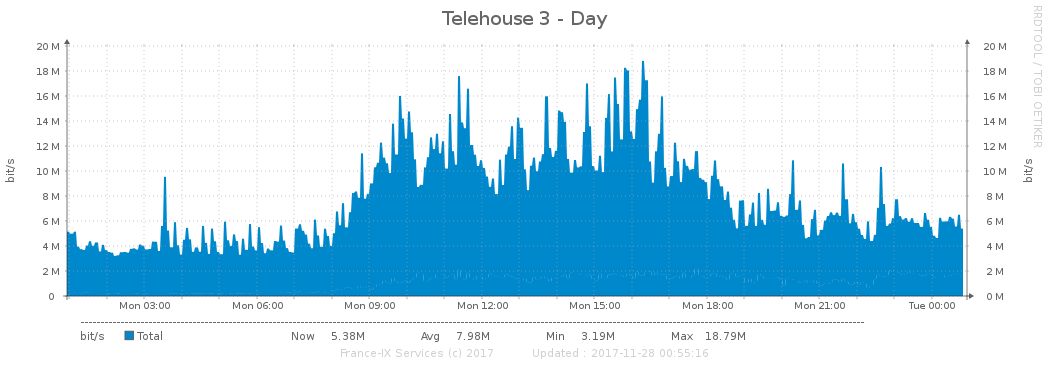 Telehouse 3 - Day
RRDTOOL / TOBI OETIKER
bit/s
20 M
18 M
16 M
14 M
12 M
10 M
8 M
6 M
4 M
2 M
0
20 M
18 M
16 M
14 M
12 M
10 M
8 M
6 M
4 M
2 M
0 M
bit/s
Mon 03:00 Mon 06:00 Mon 09:00 Mon 12:00 Mon 15:00 Mon 18:00 Mon 21:00 Tue 00:00
bit/s Total Now 5.38M Avg 7.98M Min 3.19M Max 18.79M
France-IX Services (c) 2017 Updated : 2017-11-28 00:55:16